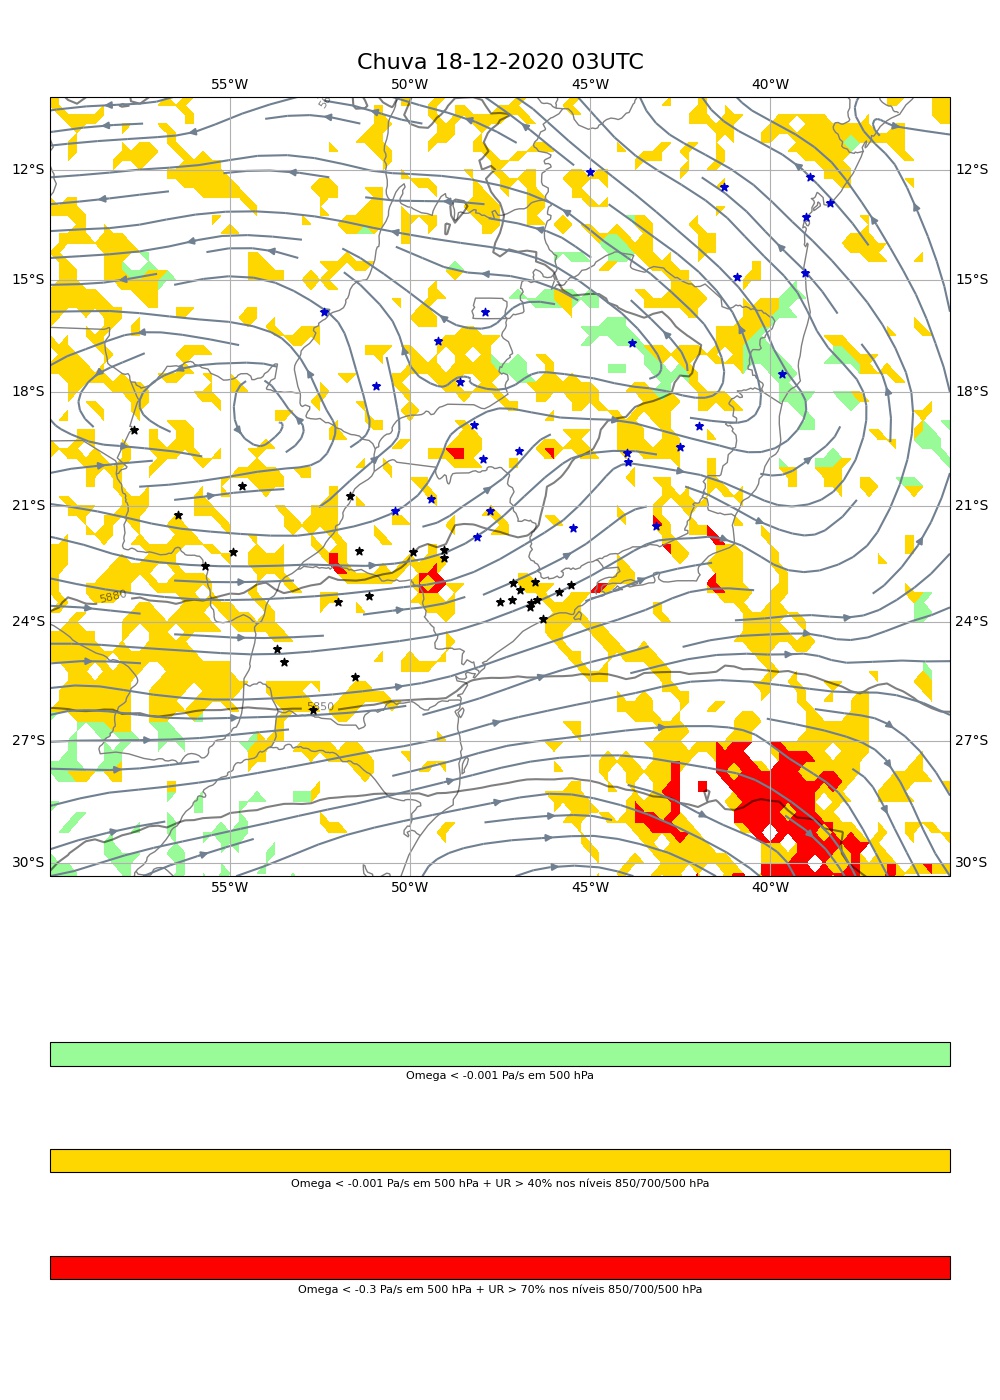 Chuva 18-12-2020 03UTC
55°W 50°W 45°W 40°W
12°S 12°S
15°S 15°S
18°S 18°S
21°S 21°S
5880
24°S 24°S
5850
27°S 27°S
30°S 30°S
55°W 50°W 45°W 40°W
Omega < -0.001 Pa/s em 500 hPa
Omega < -0.001 Pa/s em 500 hPa + UR > 40% nos níveis 850/700/500 hPa
Omega < -0.3 Pa/s em 500 hPa + UR > 70% nos níveis 850/700/500 hPa